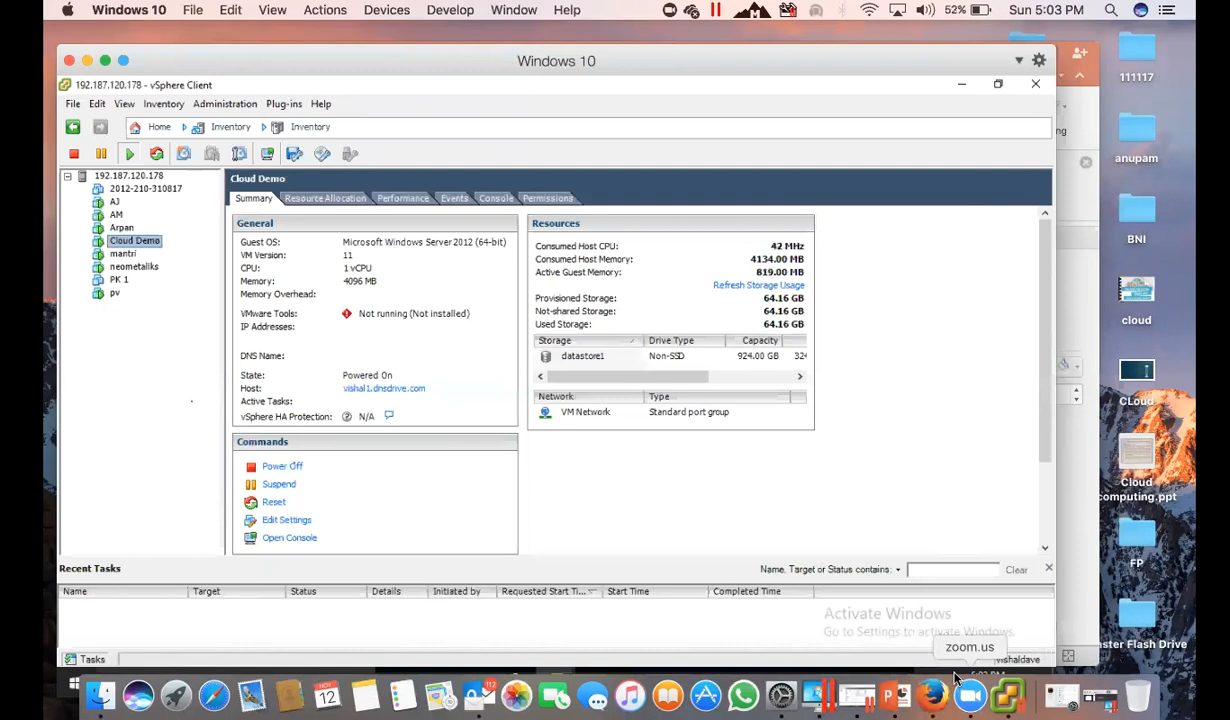 Windows 10 File Edit View Actions Devices Develop Window Help 52% Sun 5:03 PM
Windows 10
192.187.120.178 - vSphere Client
File Edit View Inventory Administration Plug-ins Help
Home Inventory Inventory
192.187.120.178
2012-210-310817
AJ
AM
Arpan
Cloud Demo
mantri
neometaliks
PK 1
pv
Cloud Demo
Summary Resource Allocation Performance Events Console Permissions
General
Guest OS: Microsoft Windows Server 2012 (64-bit)
VM Version: 11
CPU: 1 vCPU
Memory: 4096 MB
Memory Overhead:
VMware Tools: Not running (Not installed)
IP Addresses:
DNS Name:
State: Powered On
Host: vishal1.dnsdrive.com
Active Tasks:
vSphere HA Protection: N/A
Commands
Power Off
Suspend
Reset
Edit Settings
Open Console
Resources
Consumed Host CPU: 42 MHz
Consumed Host Memory: 4134.00 MB
Active Guest Memory: 819.00 MB
Refresh Storage Usage
Provisioned Storage: 64.16 GB
Not-shared Storage: 64.16 GB
Used Storage: 64.16 GB
Storage Drive Type Capacity
datastore1 Non-SSD 924.00 GB 324
Network Type
VM Network Standard port group
Recent Tasks
Name, Target or Status contains: Clear
Name Target Status Details Initiated by Requested Start Ti... Start Time Completed Time
Activate Windows
Go to Settings to activate Windows.
Tasks
vishaldave
zoom.us
111117
anupam
BNI
cloud
CLoud
Cloud
computing.ppt
FP
nster Flash Drive
NOV
12
112